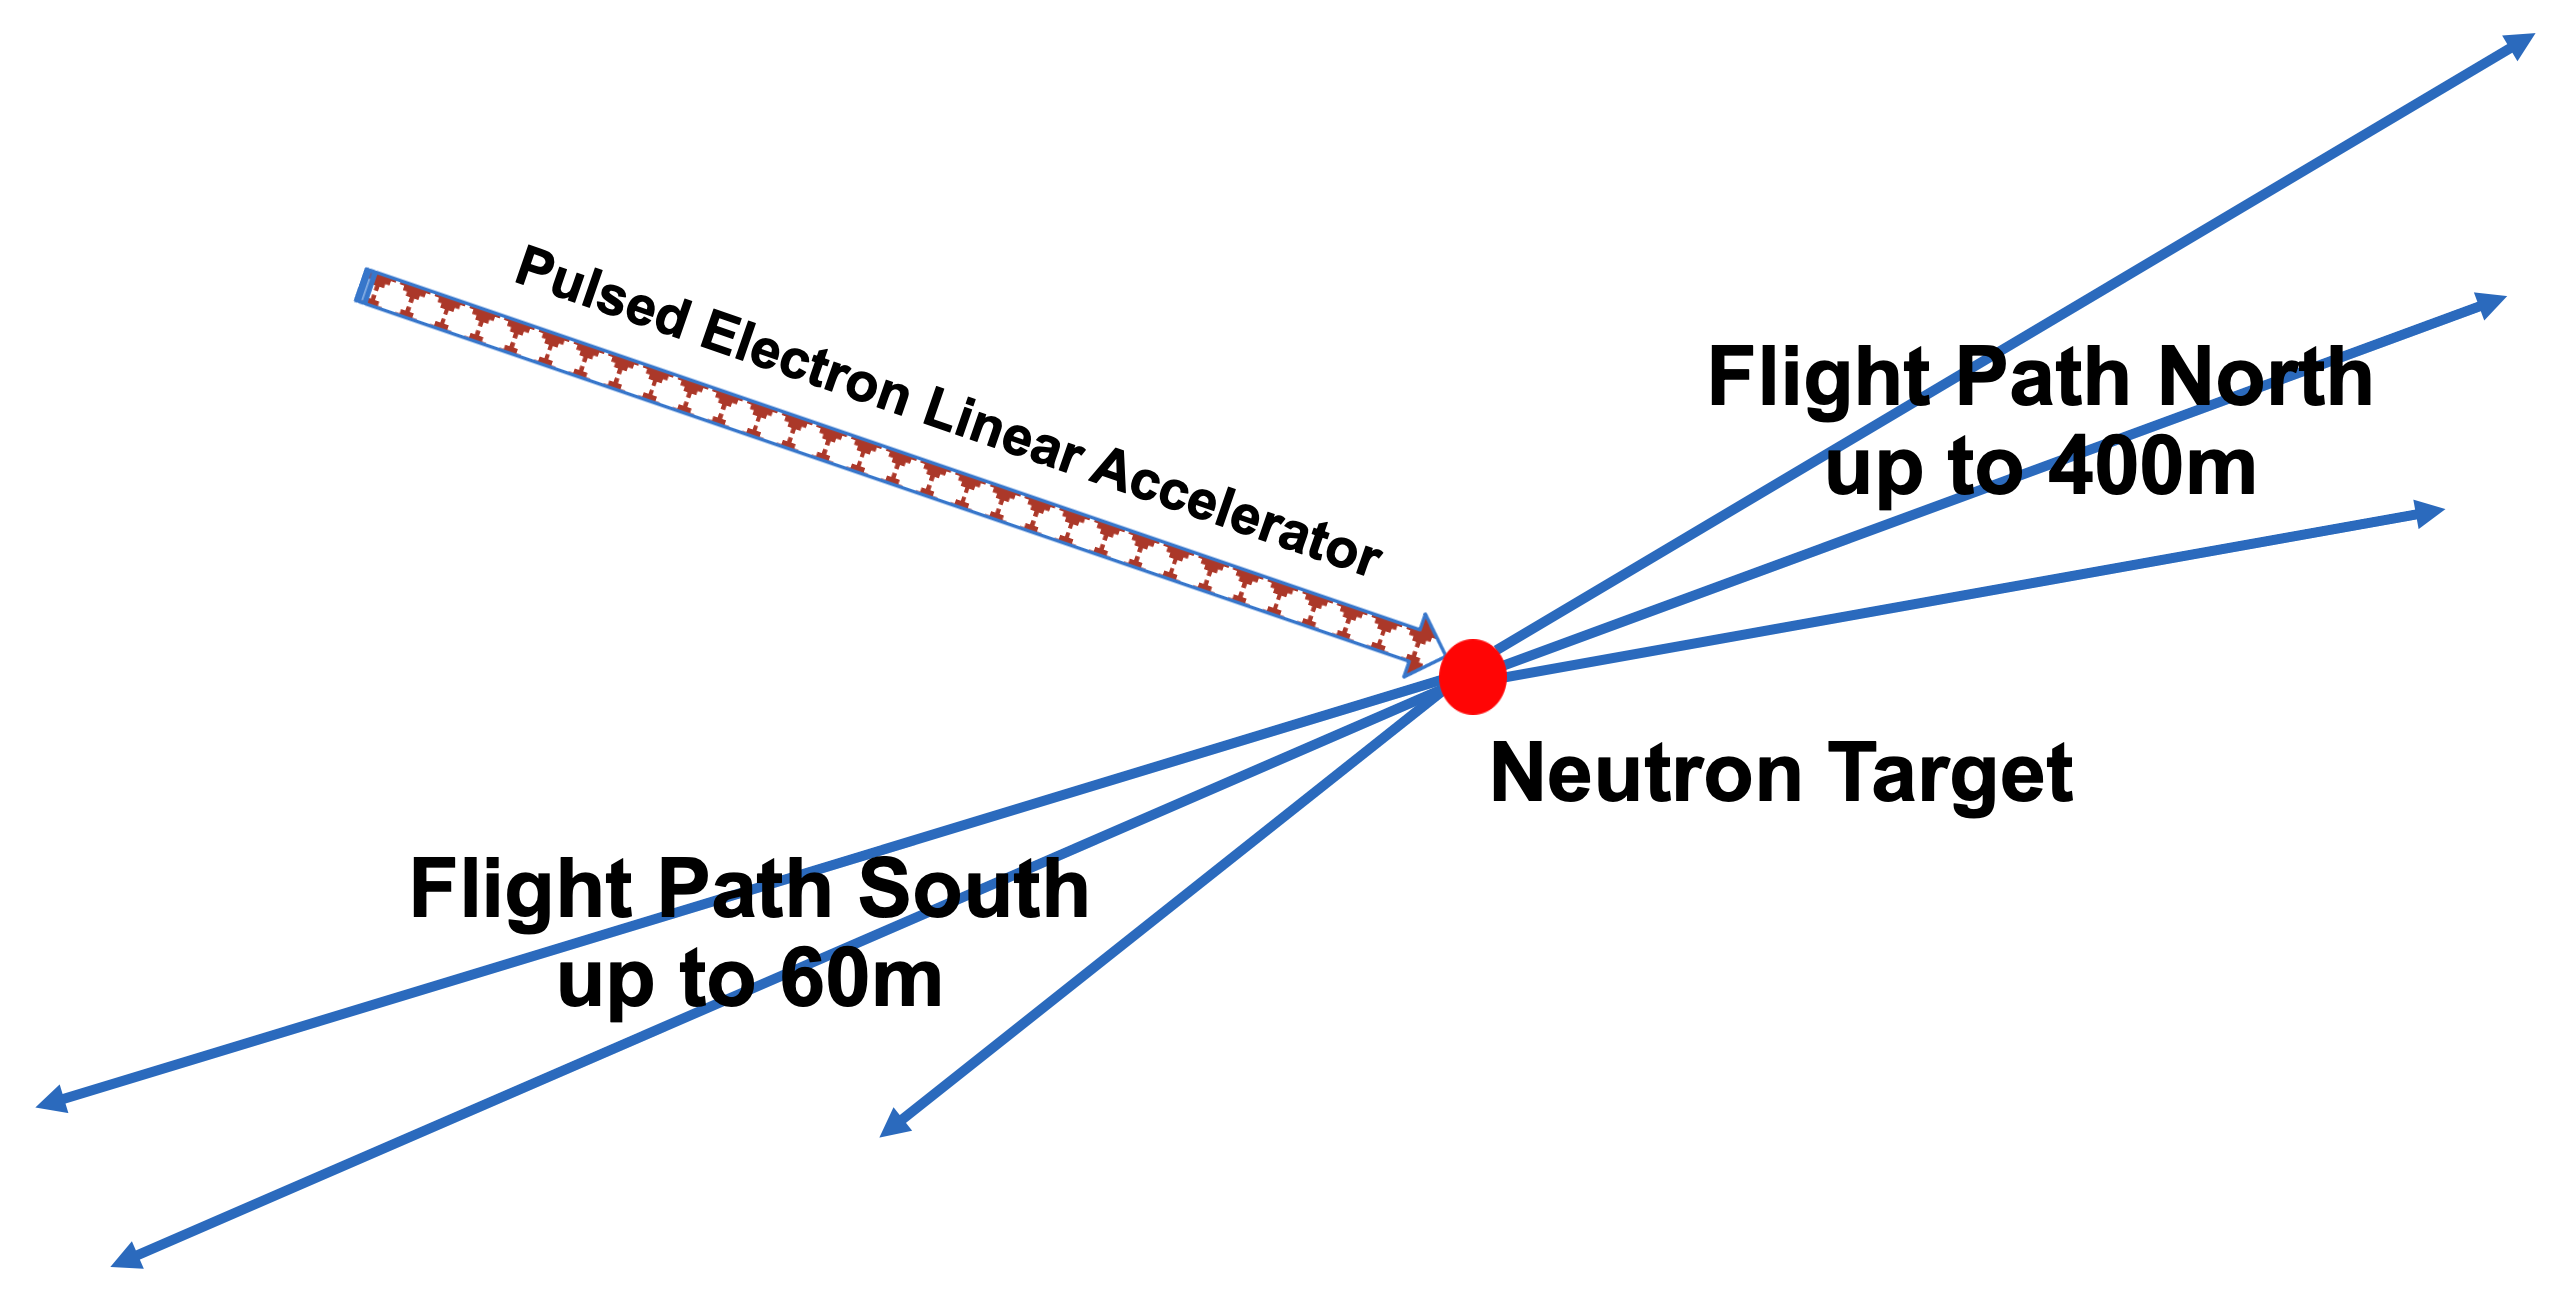 Pulsed Electron Linear Accelerator
Flight Path North
up to 400m
Neutron Target
Flight Path South
up to 60m